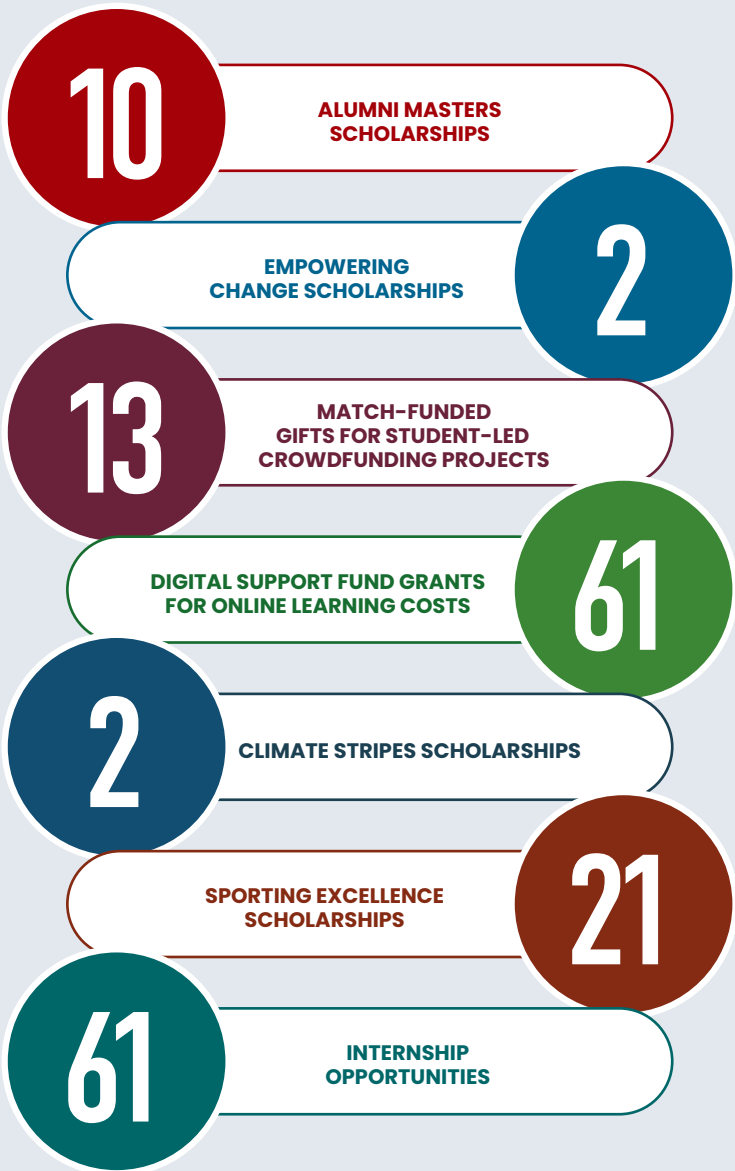 10
ALUMNI MASTERS
SCHOLARSHIPS
EMPOWERING
CHANGE SCHOLARSHIPS
2
13
MATCH-FUNDED
GIFTS FOR STUDENT-LED
CROWDFUNDING PROJECTS
DIGITAL SUPPORT FUND GRANTS
FOR ONLINE LEARNING COSTS
61
2
CLIMATE STRIPES SCHOLARSHIPS
SPORTING EXCELLENCE
SCHOLARSHIPS
21
61
INTERNSHIP
OPPORTUNITIES